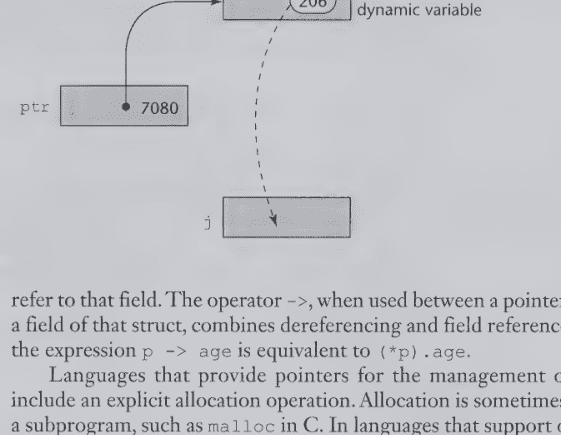 206
dynamic variable
ptr
7080
j
refer to that field. The operator ->, when used between a pointer
a field of that struct, combines dereferencing and field reference
the expression p -> age is equivalent to (*p).age.
Languages that provide pointers for the management o
include an explicit allocation operation. Allocation is sometimes
a subprogram, such as malloc in C. In languages that support o